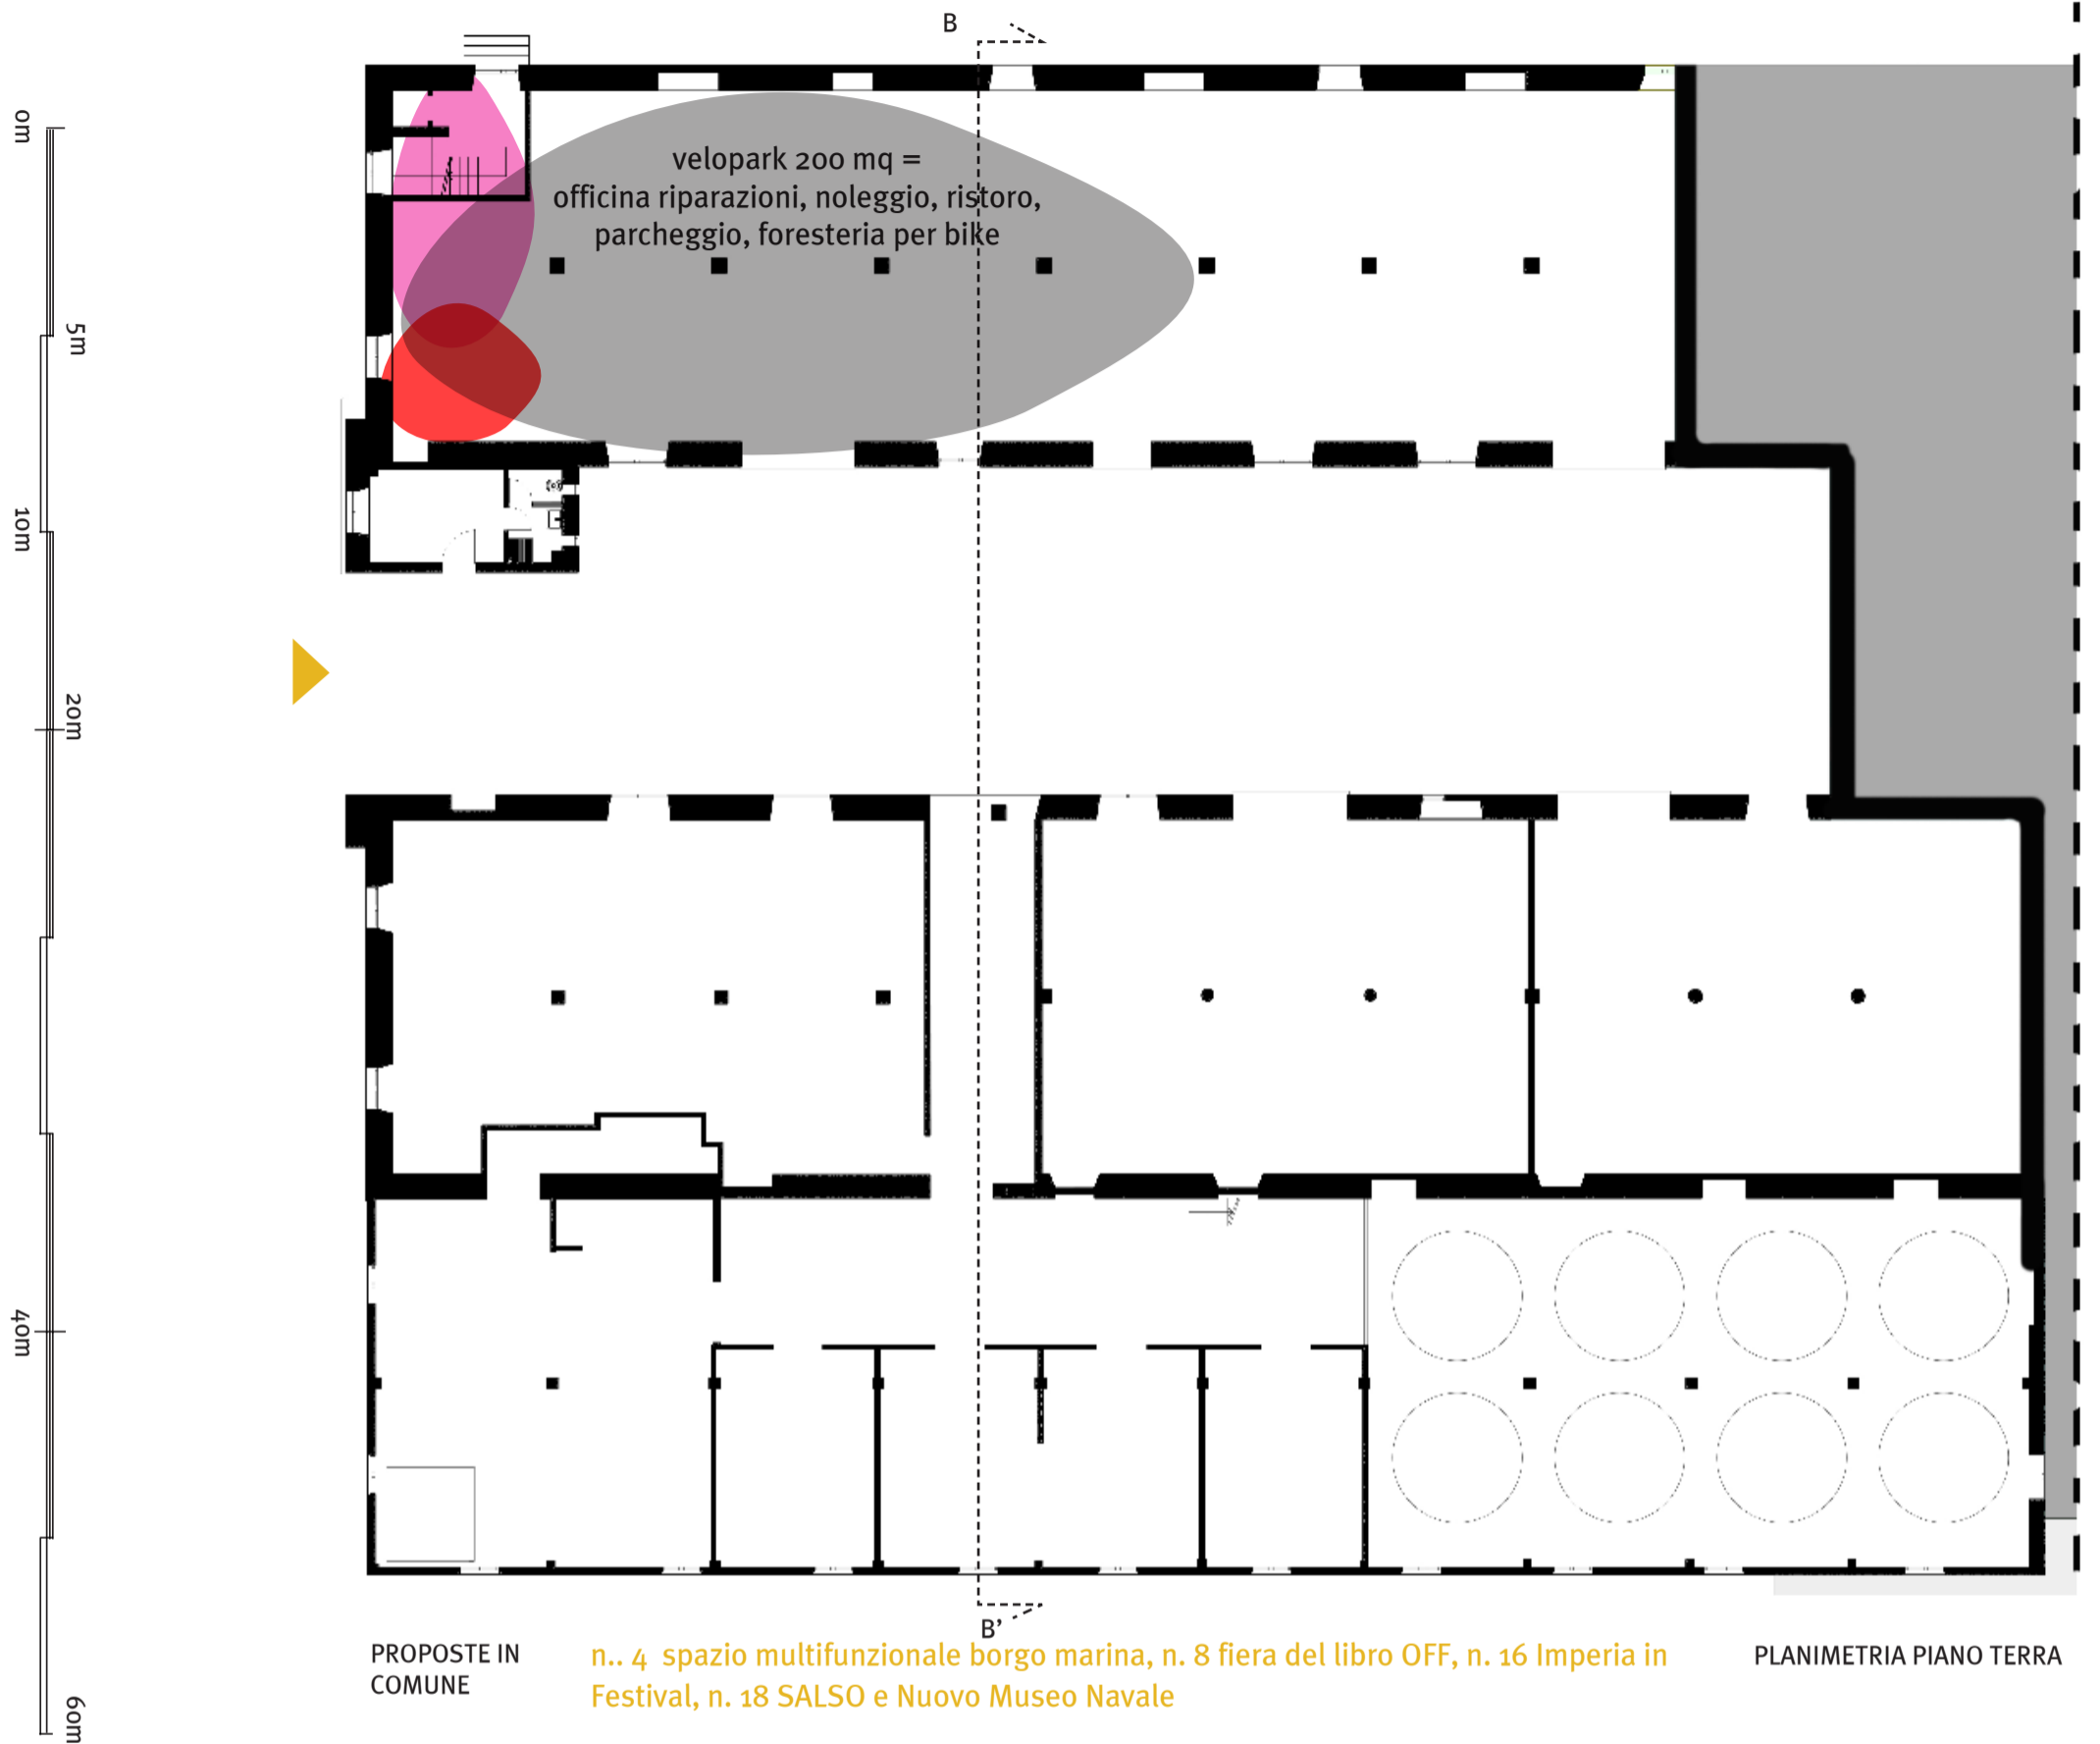 B
0m
5m
10m
20m
40m
60m
velopark 200 mq =
officina riparazioni, noleggio, ristoro,
parcheggio, foresteria per bike
B'
PROPOSTE IN
COMUNE
n.. 4 spazio multifunzionale borgo marina, n. 8 fiera del libro OFF, n. 16 Imperia in
Festival, n. 18 SALSO e Nuovo Museo Navale
PLANIMETRIA PIANO TERRA